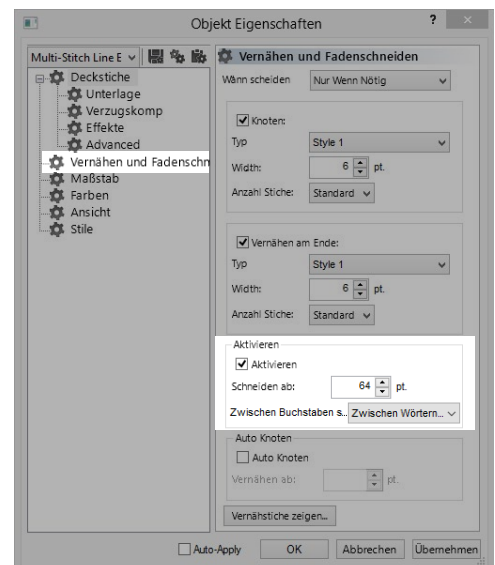 Objekt Eigenschaften ?
Multi-Stitch Line E
Deckstiche
Unterlage
Verzugskomp
Effekte
Advanced
Vernähen und Fadenschn
Maßstab
Farben
Ansicht
Stile
Vernähen und Fadenschneiden
Wann scheiden Nur Wenn Nötig
Knoten:
Typ Style 1
Width: 6 pt.
Anzahl Stiche: Standard
Vernähen am Ende:
Typ Style 1
Width: 6 pt.
Anzahl Stiche: Standard
Aktivieren
Aktivieren
Schneiden ab: 64 pt.
Zwischen Buchstaben s... Zwischen Wörtern...
Auto Knoten
Auto Knoten
Vernähen ab: pt.
Vernähstiche zeigen...
Auto-Apply OK Abbrechen Übernehmen